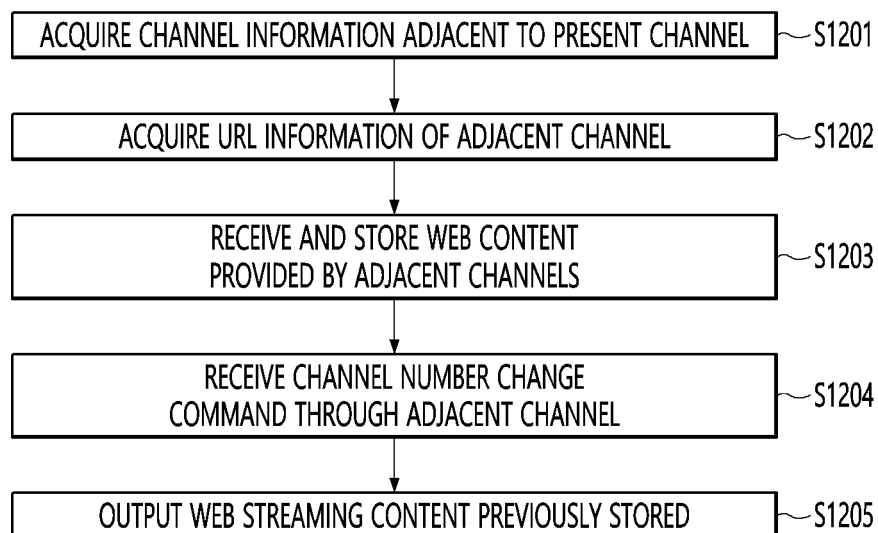 ACQUIRE CHANNEL INFORMATION ADJACENT TO PRESENT CHANNEL S1201
ACQUIRE URL INFORMATION OF ADJACENT CHANNEL S1202
RECEIVE AND STORE WEB CONTENT
PROVIDED BY ADJACENT CHANNELS S1203
RECEIVE CHANNEL NUMBER CHANGE
COMMAND THROUGH ADJACENT CHANNEL S1204
OUTPUT WEB STREAMING CONTENT PREVIOUSLY STORED S1205